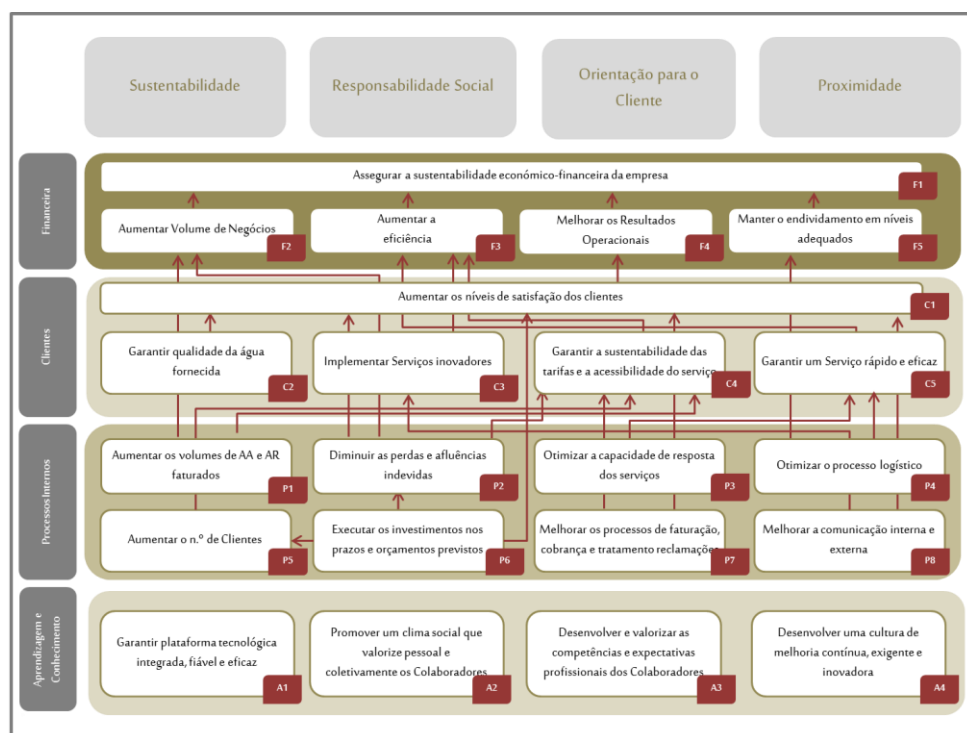 Sustentabilidade
Responsabilidade Social
Orientação para o
Cliente
Proximidade
Financeira
Assegurar a sustentabilidade económico-financeira da empresa
F1
Aumentar Volume de Negócios
F2
Aumentar a
eficiência
F3
Melhorar os Resultados
Operacionais
F4
Manter o endividamento em níveis
adequados
F5
Clientes
Aumentar os níveis de satisfação dos clientes
C1
Garantir qualidade da água
fornecida
C2
Implementar Serviços inovadores
C3
Garantir a sustentabilidade das
tarifas e a acessibilidade do serviço
C4
Garantir um Serviço rápido e eficaz
C5
Processos Internos
Aumentar os volumes de AA e AR
faturados
P1
Diminuir as perdas e afluências
indevidas
P2
Otimizar a capacidade de resposta
dos serviços
P3
Otimizar o processo logístico
P4
Aumentar o n.º de Clientes
P5
Executar os investimentos nos
prazos e orçamentos previstos
P6
Melhorar os processos de faturação,
cobrança e tratamento reclamações
P7
Melhorar a comunicação interna e
externa
P8
Aprendizagem e
Conhecimento
Garantir plataforma tecnológica
integrada, fiável e eficaz
A1
Promover um clima social que
valorize pessoal e
coletivamente os Colaboradores
A2
Desenvolver e valorizar as
competências e expectativas
profissionais dos Colaboradores
A3
Desenvolver uma cultura de
melhoria contínua, exigente e
inovadora
A4